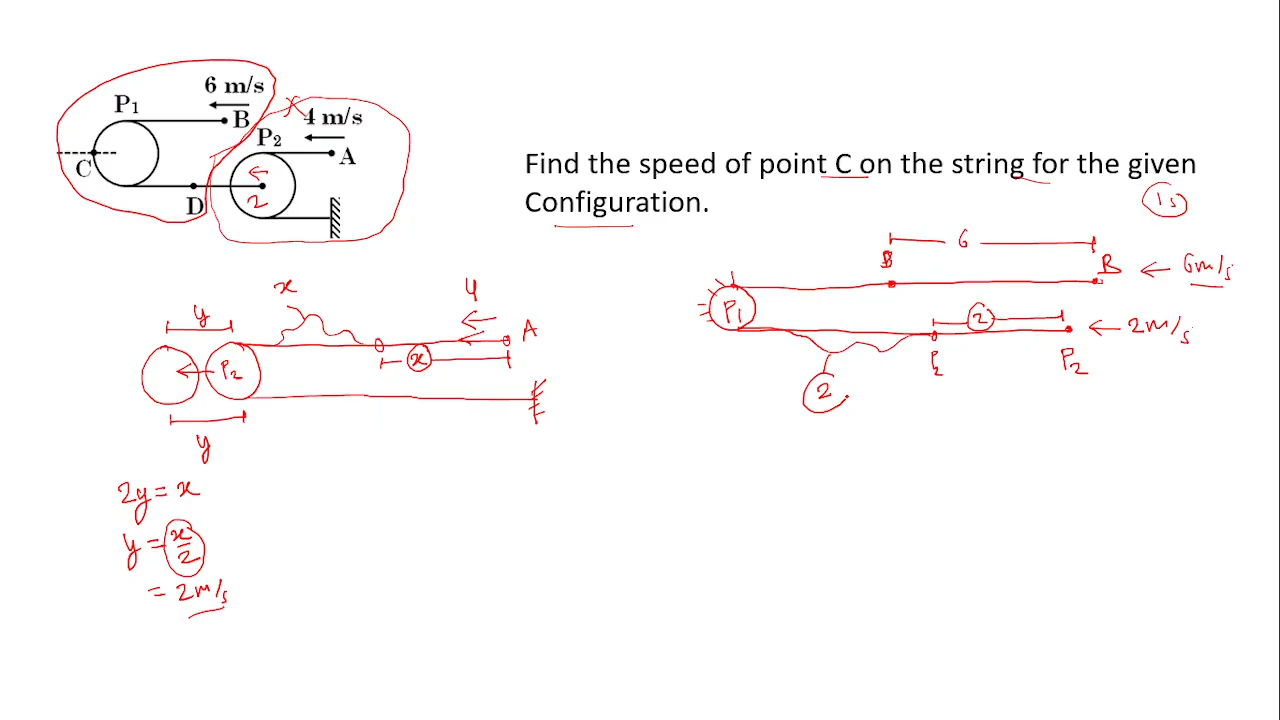 6 m/s
P1
B
4 m/s
P2
C
A
2
D
Find the speed of point C on the string for the given
Configuration.
1s
6
B
B
6m/s
P1
2
2m/s
P2
P2
2
x
4
y
A
P2
x
y
2y = x
y = x/2
= 2m/s